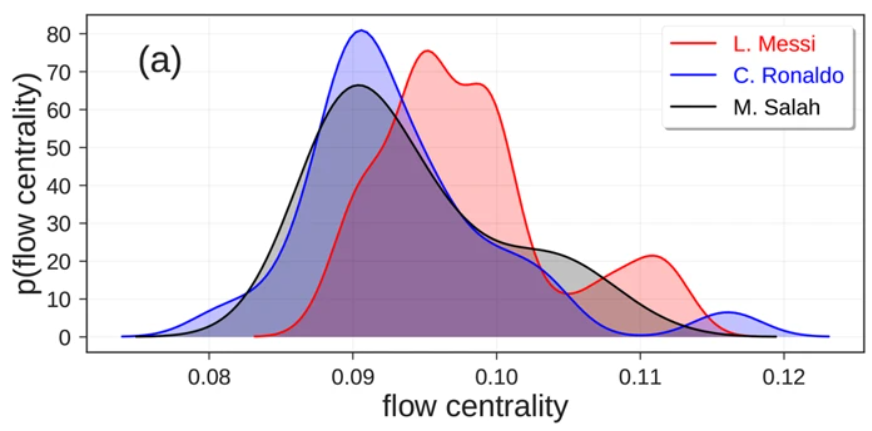 (a)
L. Messi
C. Ronaldo
M. Salah
p(flow centrality)
80
70
60
50
40
30
20
10
0
0.08 0.09 0.10 0.11 0.12
flow centrality